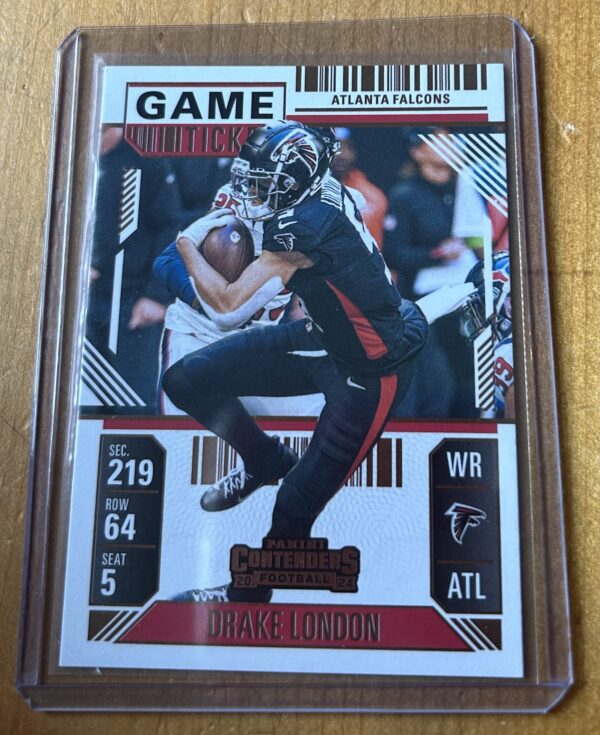 GAME
ATLANTA FALCONS
TICK
SEC.
219
ROW
64
SEAT
5
WR
ATL
PANINI
CONTENDERS
20 FOOTBALL 24
DRAKE LONDON